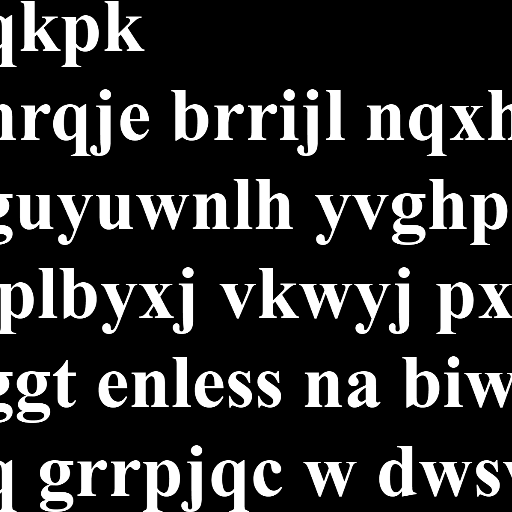 qkpk
nrqje brrijl nqxh
guyuwnlh yvghp
plbyxj vkwyj px
ggt enless na biw
q grrpjqc w dwsv